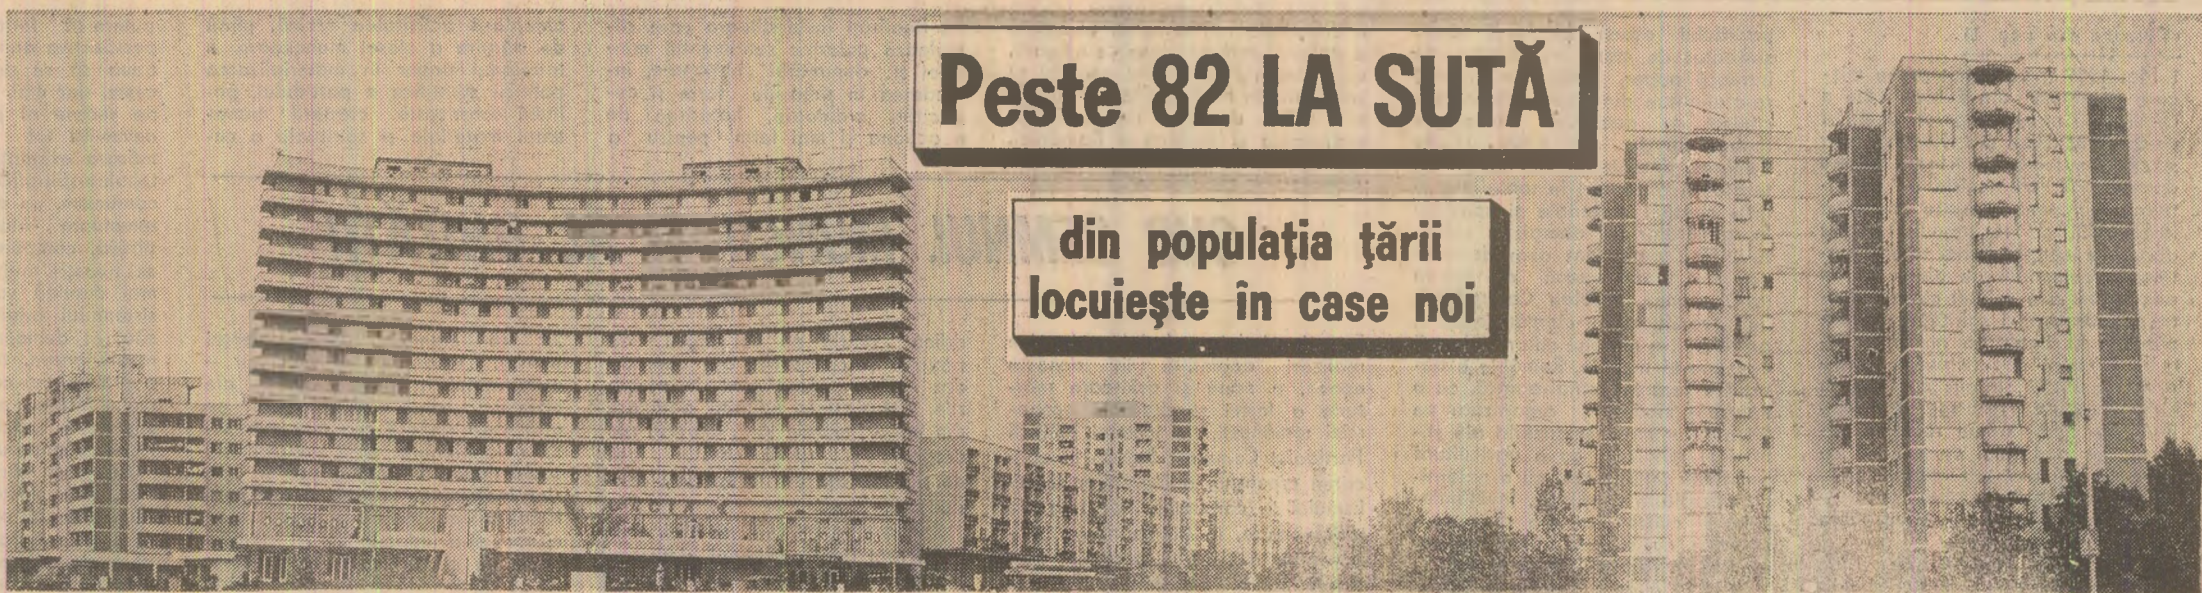 Peste 82 LA SUTĂ
din populaţia ţării
locuieşte în case noi